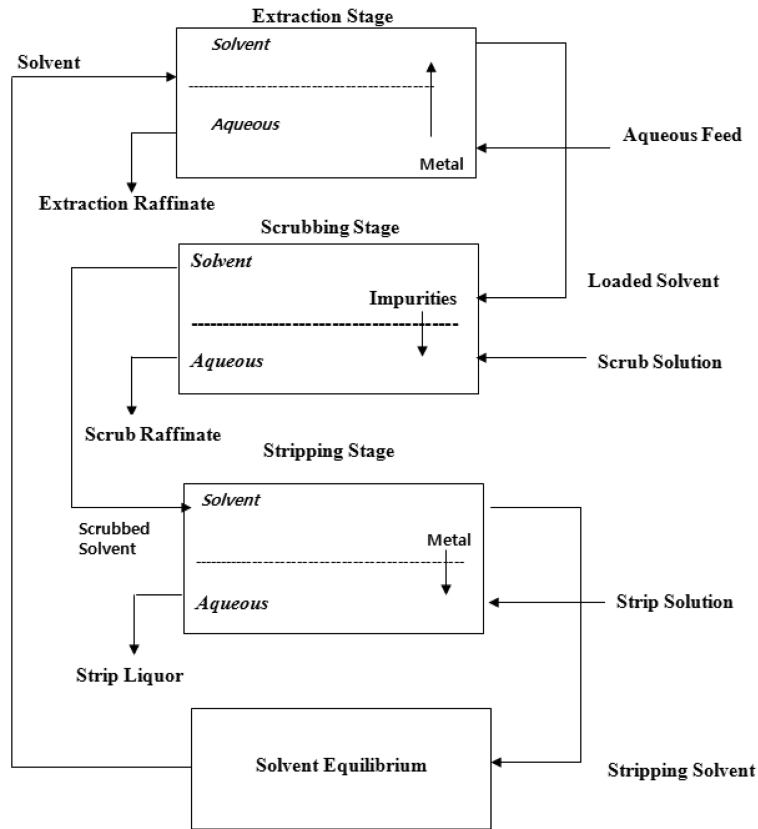 Extraction Stage
Solvent
Solvent
Aqueous
Metal
Aqueous Feed
Extraction Raffinate
Scrubbing Stage
Solvent
Impurities
Loaded Solvent
Aqueous
Scrub Solution
Scrub Raffinate
Stripping Stage
Solvent
Scrubbed
Solvent
Metal
Aqueous
Strip Solution
Strip Liquor
Solvent Equilibrium
Stripping Solvent